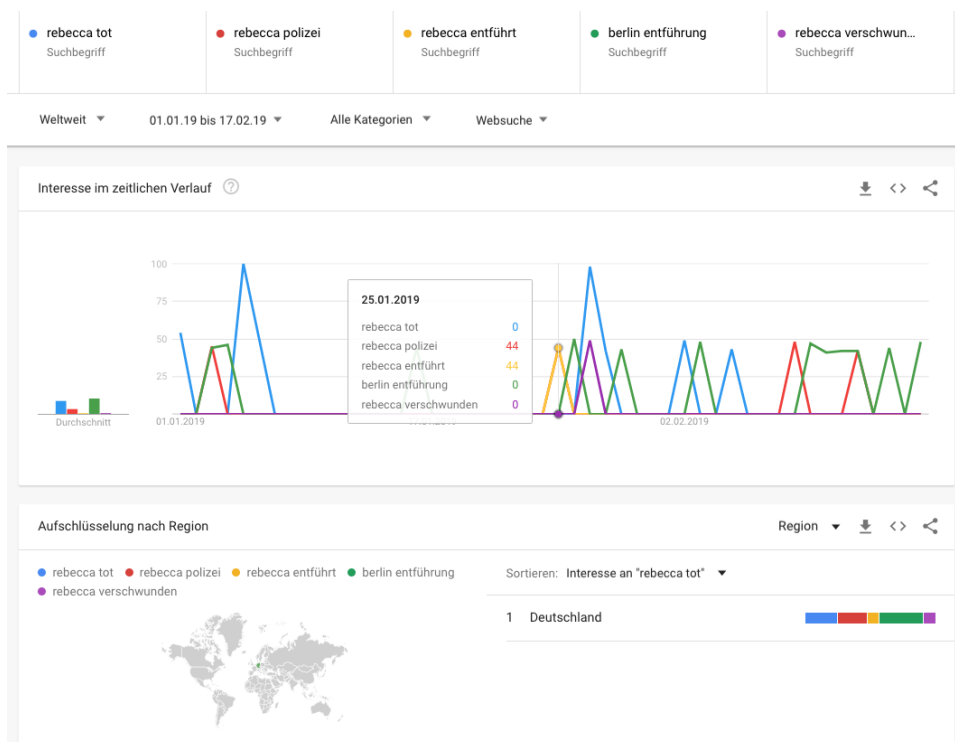 rebecca tot
Suchbegriff
rebecca polizei
Suchbegriff
rebecca entführt
Suchbegriff
berlin entführung
Suchbegriff
rebecca verschwun...
Suchbegriff
Weltweit 01.01.19 bis 17.02.19 Alle Kategorien Websuche
Interesse im zeitlichen Verlauf ?
100
75
50
25
Durchschnitt
01.01.2019
02.02.2019
25.01.2019
rebecca tot 0
rebecca polizei 44
rebecca entführt 44
berlin entführung 0
rebecca verschwunden 0
Aufschlüsselung nach Region
Region
rebecca tot rebecca polizei rebecca entführt berlin entführung
rebecca verschwunden
Sortieren: Interesse an "rebecca tot"
1 Deutschland